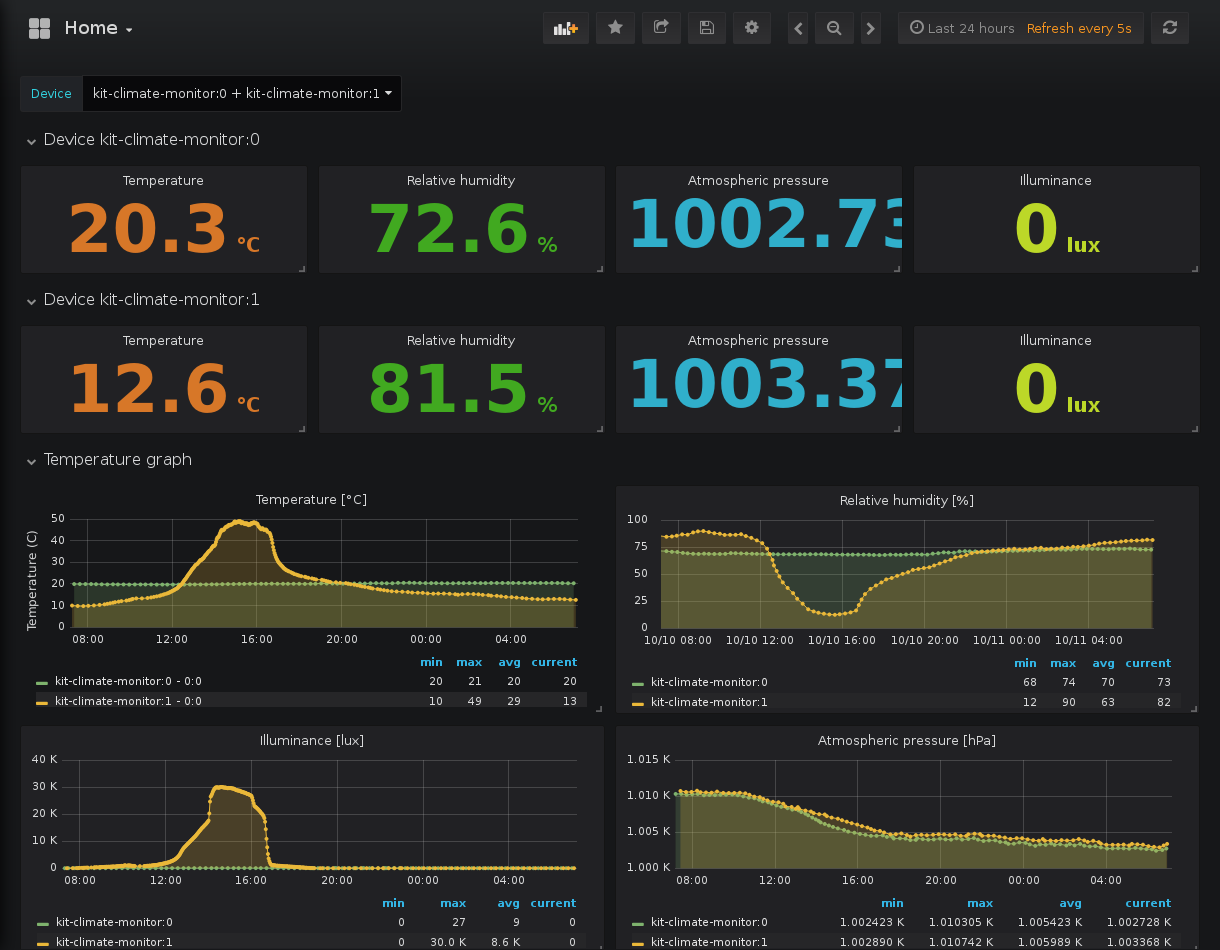 Home
Last 24 hours Refresh every 5s
Device kit-climate-monitor:0 + kit-climate-monitor:1
Device kit-climate-monitor:0
Temperature Relative humidity Atmospheric pressure Illuminance
20.3 °C 72.6 % 1002.73 0 lux
Device kit-climate-monitor:1
Temperature Relative humidity Atmospheric pressure Illuminance
12.6 °C 81.5 % 1003.37 0 lux
Temperature graph
Temperature [°C]
Temperature (C)
50
40
30
20
10
0
08:00 12:00 16:00 20:00 00:00 04:00
min max avg current
kit-climate-monitor:0 - 0:0 20 21 20 20
kit-climate-monitor:1 - 0:0 10 49 29 13
Relative humidity [%]
100
75
50
25
0
10/10 08:00 10/10 12:00 10/10 16:00 10/10 20:00 10/11 00:00 10/11 04:00
min max avg current
kit-climate-monitor:0 68 74 70 73
kit-climate-monitor:1 12 90 63 82
Illuminance [lux]
40 K
30 K
20 K
10 K
0
08:00 12:00 16:00 20:00 00:00 04:00
min max avg current
kit-climate-monitor:0 0 27 9 0
kit-climate-monitor:1 0 30.0 K 8.6 K 0
Atmospheric pressure [hPa]
1.015 K
1.010 K
1.005 K
1.000 K
08:00 12:00 16:00 20:00 00:00 04:00
min max avg current
kit-climate-monitor:0 1.002423 K 1.010305 K 1.005423 K 1.002728 K
kit-climate-monitor:1 1.002890 K 1.010742 K 1.005989 K 1.003368 K